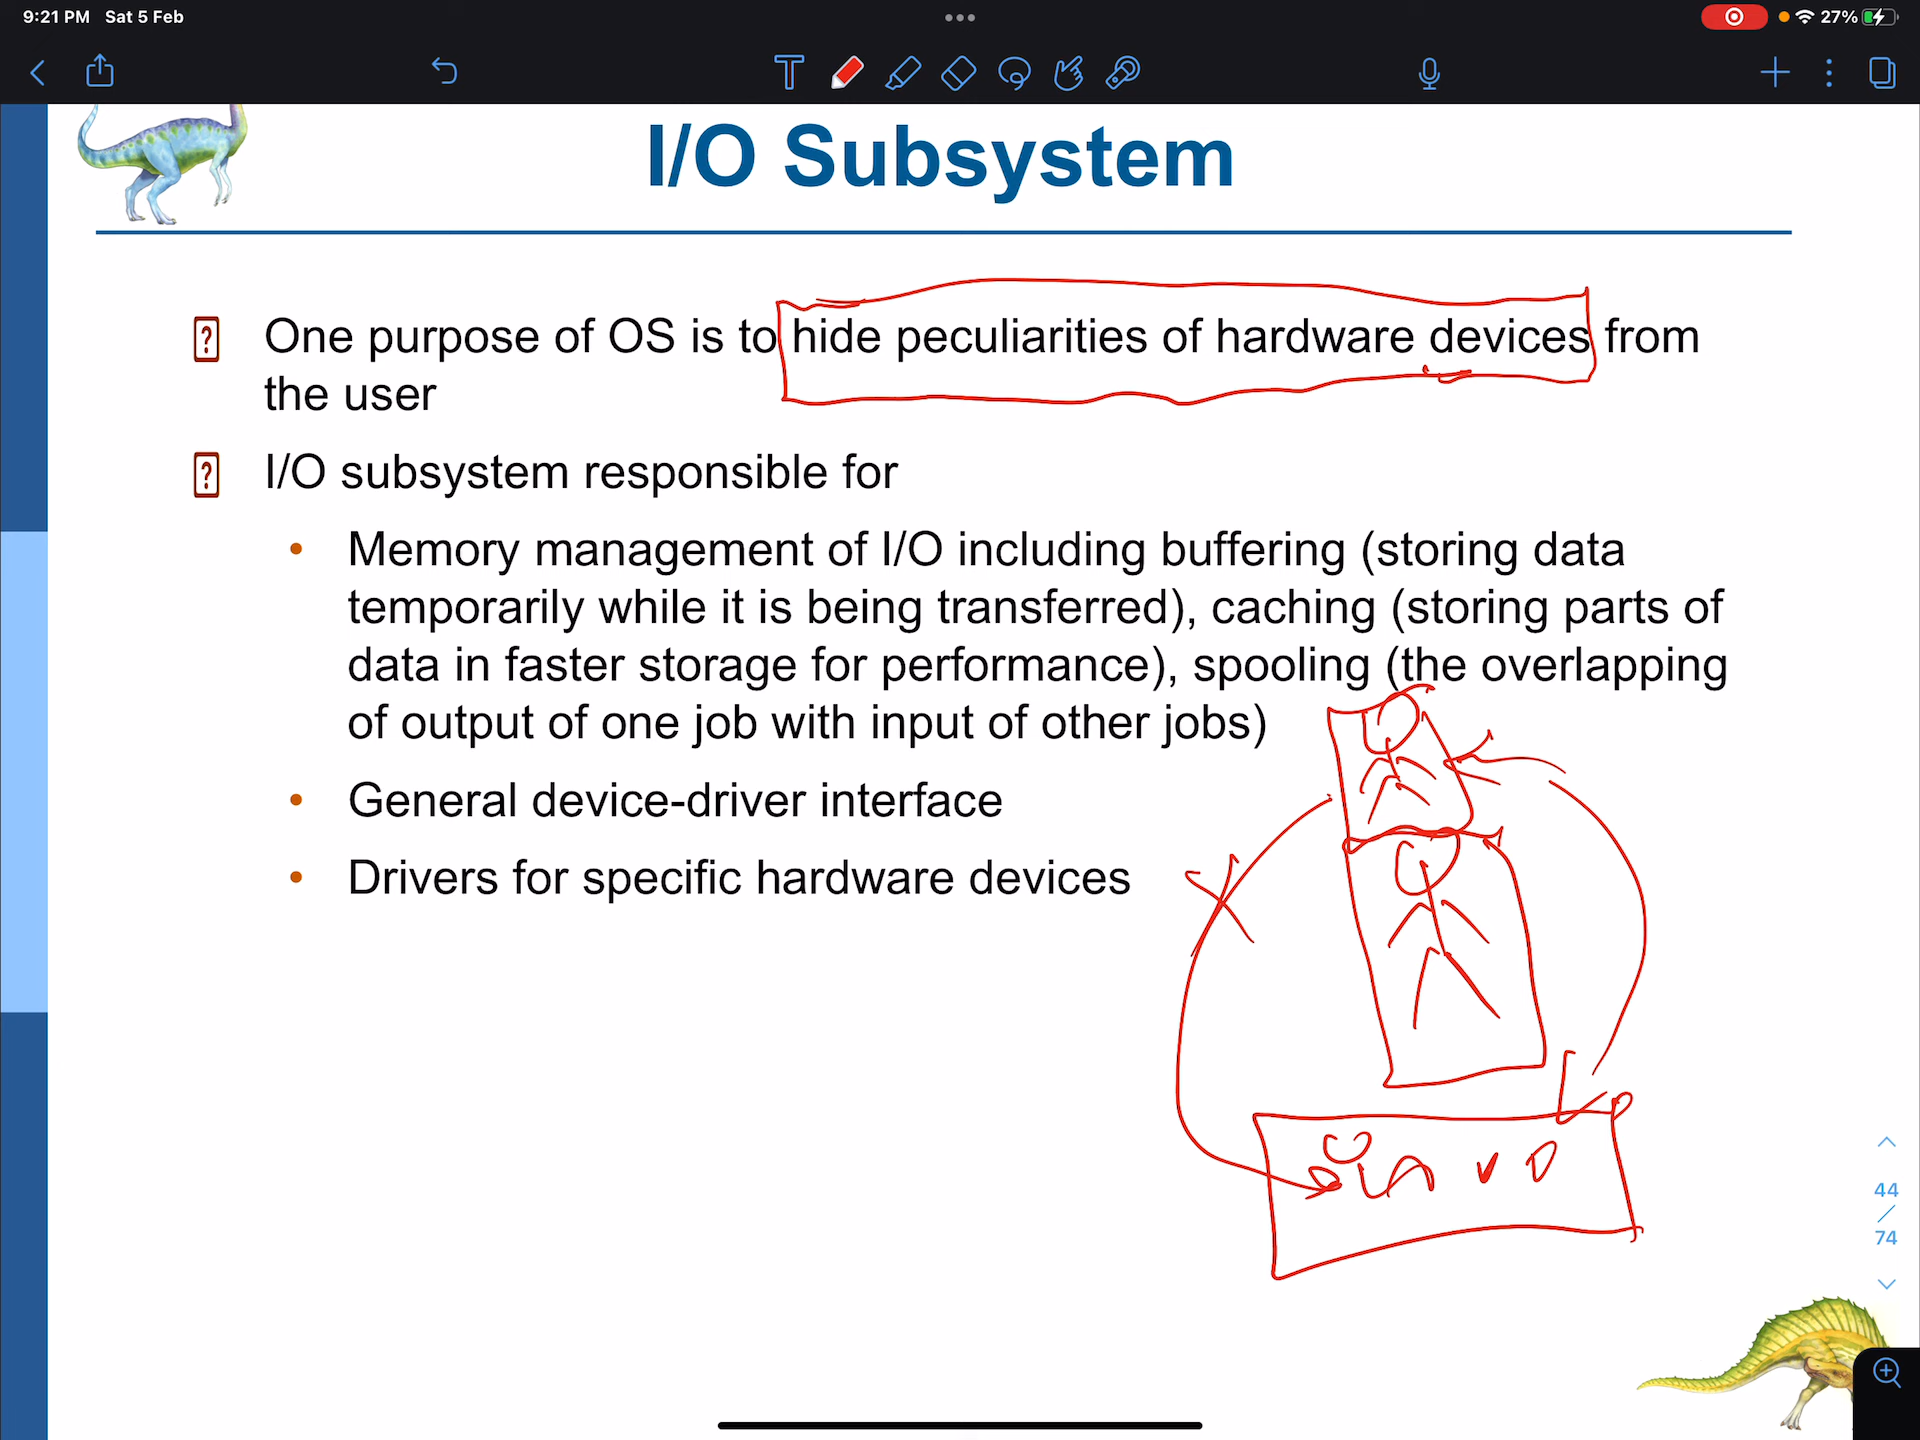 9:21 PM Sat 5 Feb
27%
I/O Subsystem
One purpose of OS is to hide peculiarities of hardware devices from
the user
I/O subsystem responsible for
• Memory management of I/O including buffering (storing data
temporarily while it is being transferred), caching (storing parts of
data in faster storage for performance), spooling (the overlapping
of output of one job with input of other jobs)
• General device-driver interface
• Drivers for specific hardware devices
44
/
74